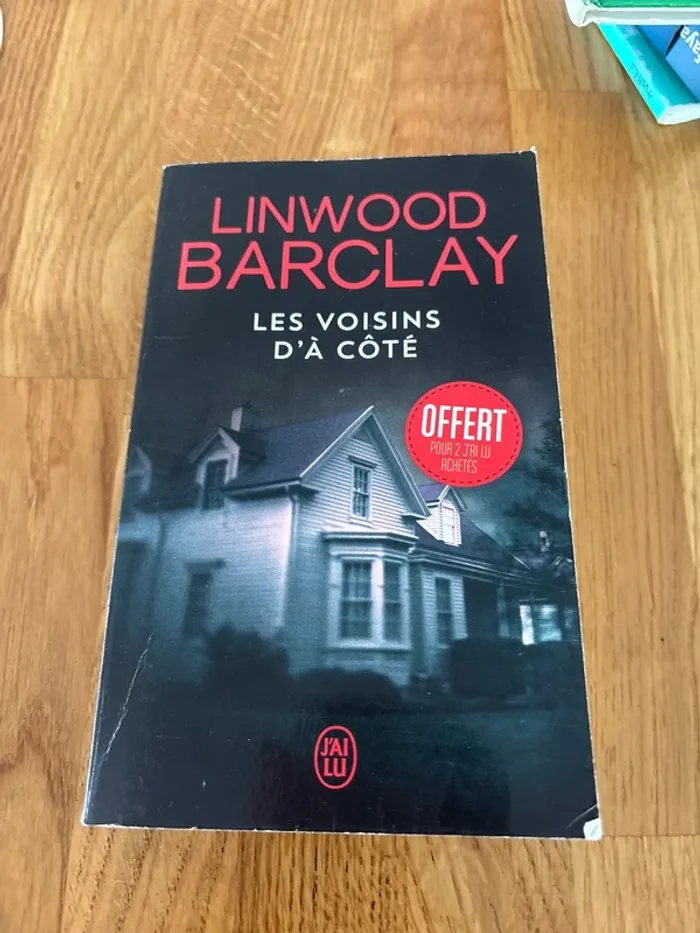 LINWOOD
BARCLAY
LES VOISINS
D'À CÔTÉ
OFFERT
POUR 2 J'AI LU
ACHETÉS
J'AI
LU